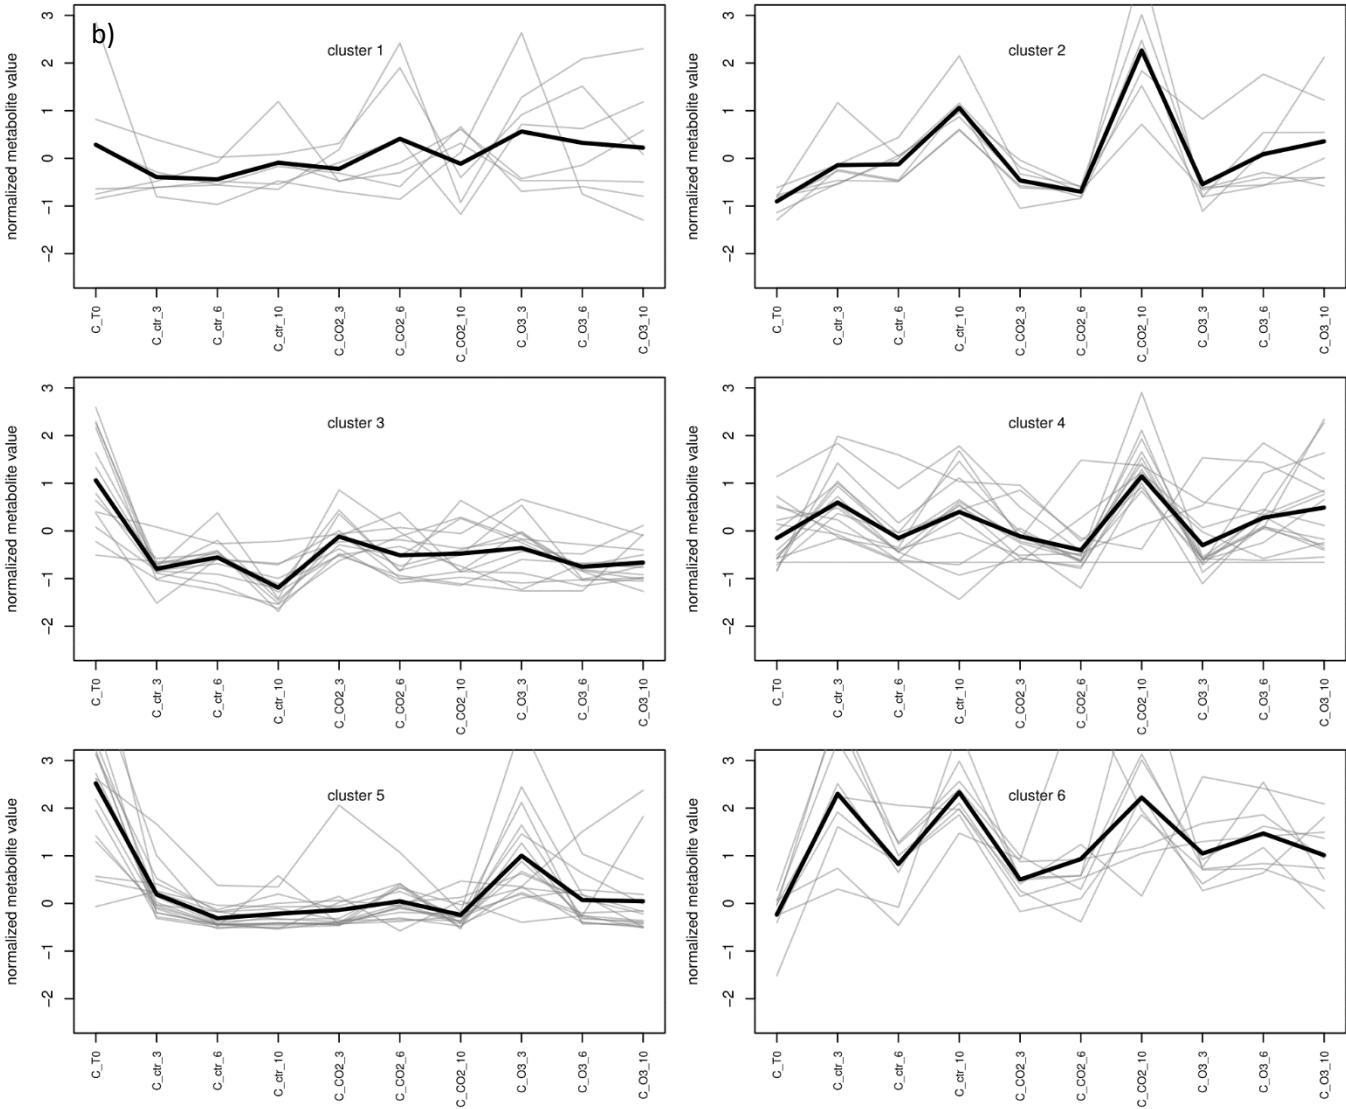 b)
cluster 1
normalized metabolite value
3
2
1
0
−1
−2
C_T0
C_ctr_3
C_ctr_6
C_ctr_10
C_CO2_3
C_CO2_6
C_CO2_10
C_O3_3
C_O3_6
C_O3_10
cluster 2
normalized metabolite value
3
2
1
0
−1
−2
C_T0
C_ctr_3
C_ctr_6
C_ctr_10
C_CO2_3
C_CO2_6
C_CO2_10
C_O3_3
C_O3_6
C_O3_10
cluster 3
normalized metabolite value
3
2
1
0
−1
−2
C_T0
C_ctr_3
C_ctr_6
C_ctr_10
C_CO2_3
C_CO2_6
C_CO2_10
C_O3_3
C_O3_6
C_O3_10
cluster 4
normalized metabolite value
3
2
1
0
−1
−2
C_T0
C_ctr_3
C_ctr_6
C_ctr_10
C_CO2_3
C_CO2_6
C_CO2_10
C_O3_3
C_O3_6
C_O3_10
cluster 5
normalized metabolite value
3
2
1
0
−1
−2
C_T0
C_ctr_3
C_ctr_6
C_ctr_10
C_CO2_3
C_CO2_6
C_CO2_10
C_O3_3
C_O3_6
C_O3_10
cluster 6
normalized metabolite value
3
2
1
0
−1
−2
C_T0
C_ctr_3
C_ctr_6
C_ctr_10
C_CO2_3
C_CO2_6
C_CO2_10
C_O3_3
C_O3_6
C_O3_10